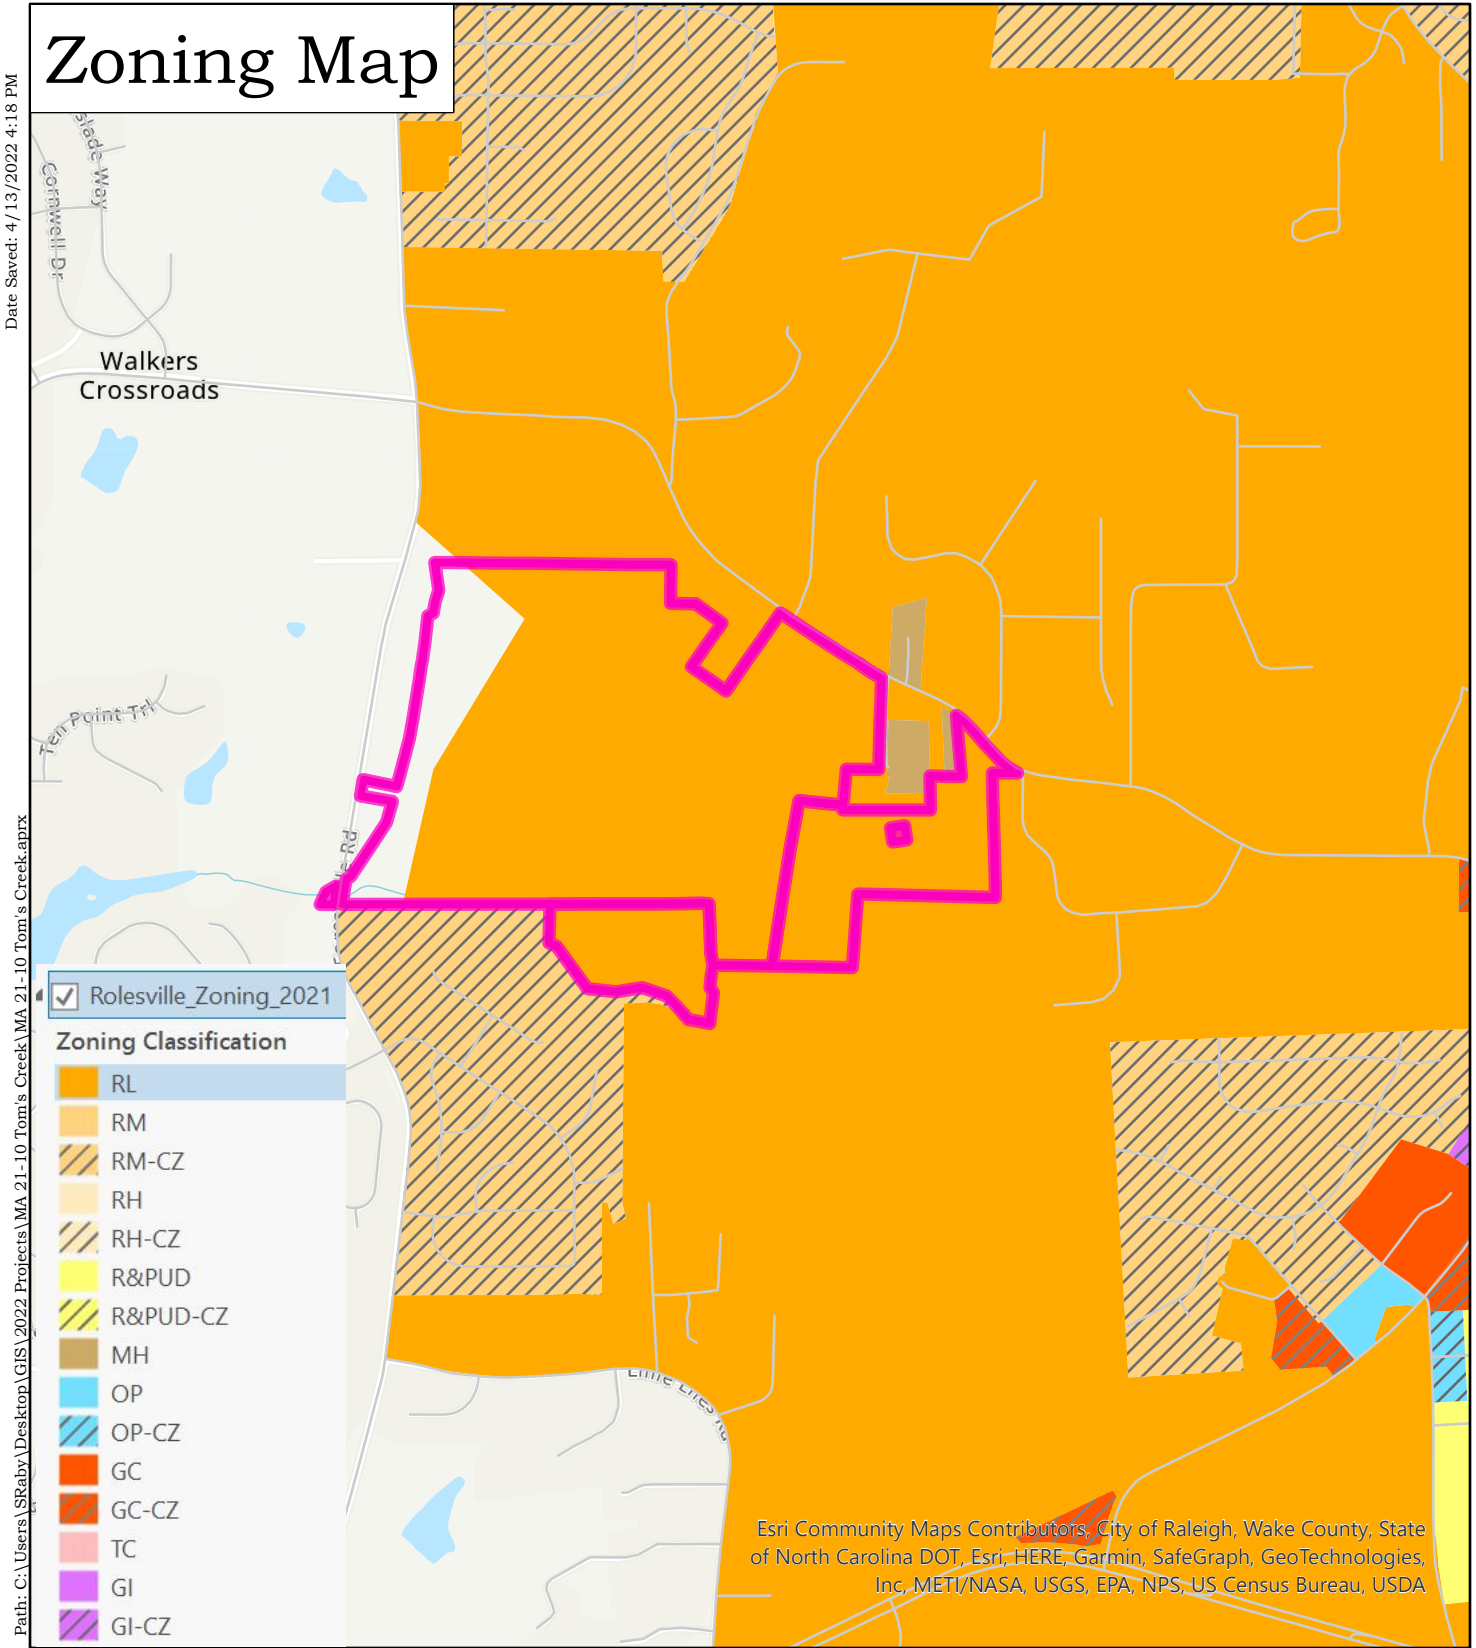 Zoning Map
Date Saved: 4/13/2022 4:18 PM
Slade Way
Cornwell Dr
Walkers
Crossroads
Ten Point Trl
Rolesville_Zoning_2021
Zoning Classification
RL
RM
RM-CZ
RH
RH-CZ
R&PUD
R&PUD-CZ
MH
OP
OP-CZ
GC
GC-CZ
TC
GI
GI-CZ
Path: C:\Users\SRaby\Desktop\GIS\2022 Projects\MA 21-10 Tom's Creek\MA 21-10 Tom's Creek.aprx
Esri Community Maps Contributors, City of Raleigh, Wake County, State
of North Carolina DOT, Esri, HERE, Garmin, SafeGraph, GeoTechnologies,
Inc, METI/NASA, USGS, EPA, NPS, US Census Bureau, USDA